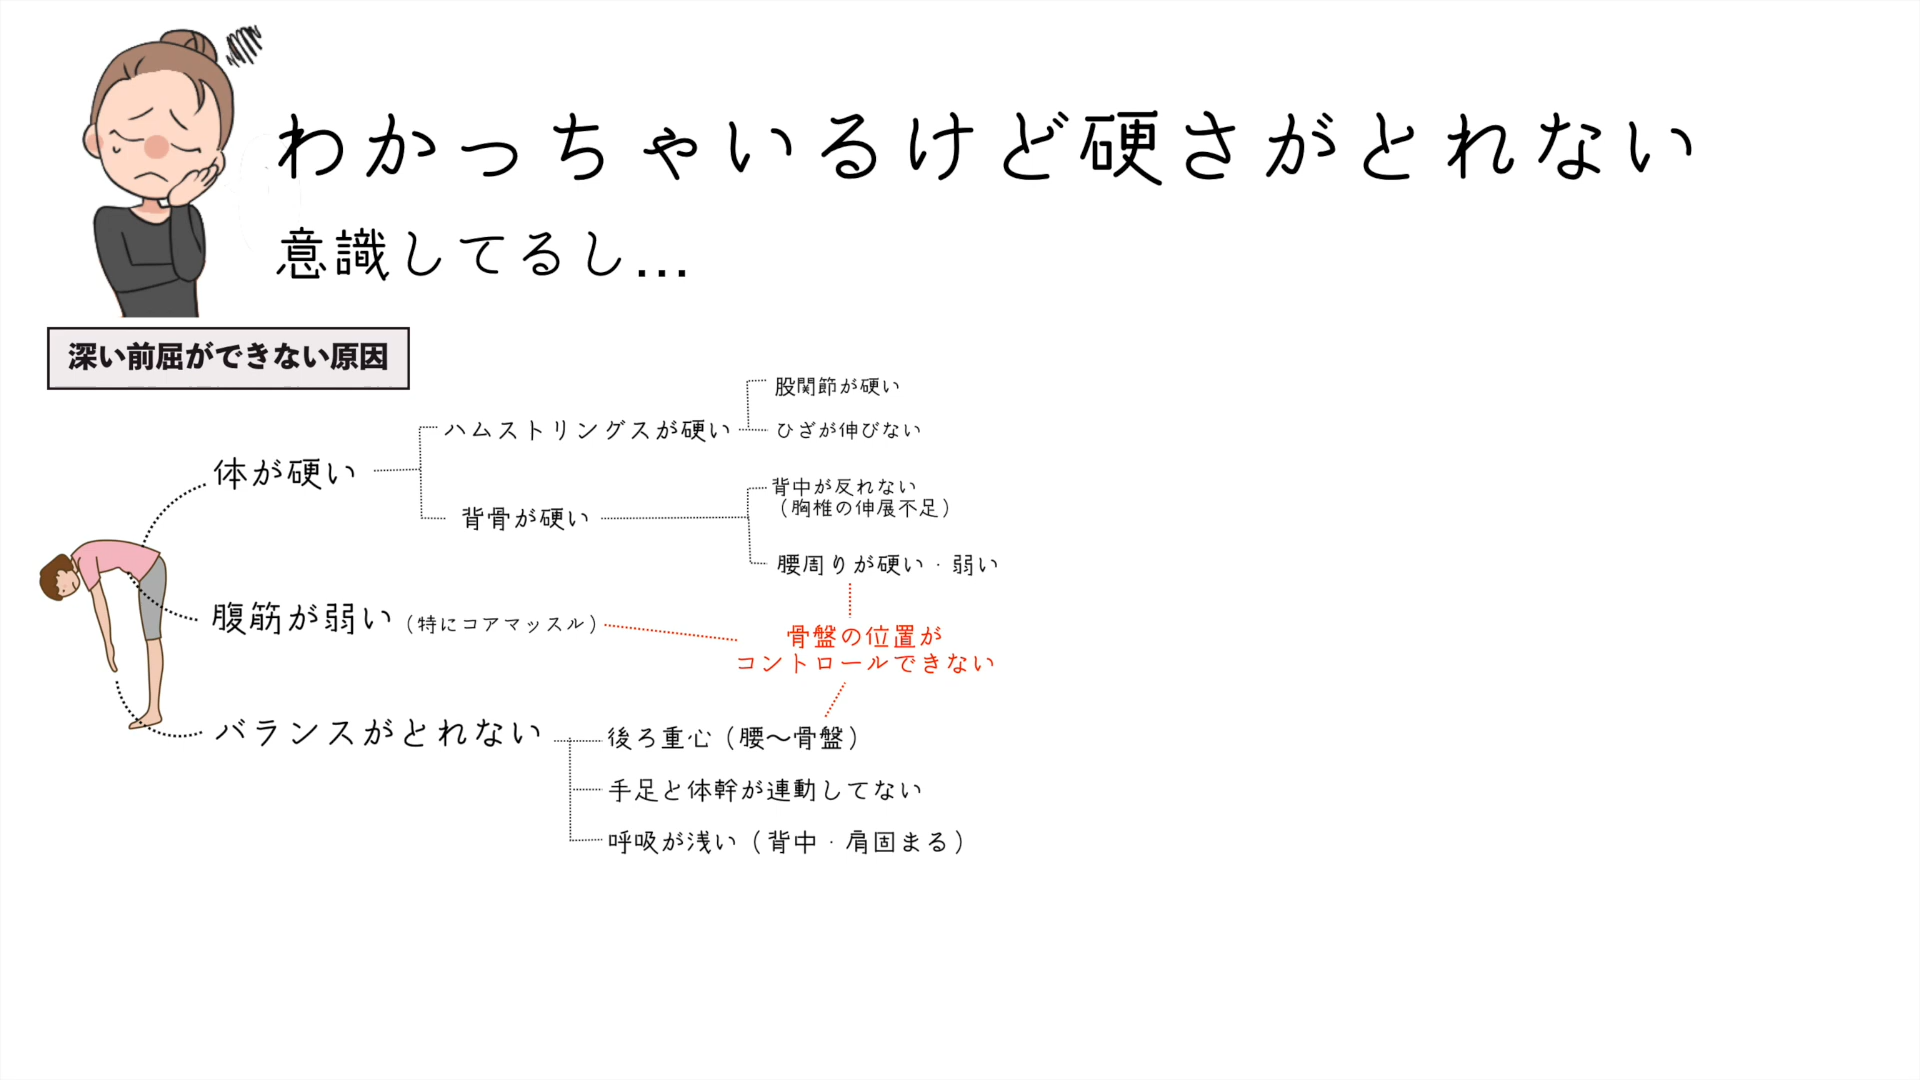 わかっちゃいるけど硬さがとれない
意識してるし...
深い前屈ができない原因
体が硬い
ハムストリングスが硬い
股関節が硬い
ひざが伸びない
背骨が硬い
背中が反れない
（胸椎の伸展不足）
腰周りが硬い・弱い
腹筋が弱い（特にコアマッスル）
骨盤の位置が
コントロールできない
バランスがとれない
後ろ重心（腰〜骨盤）
手足と体幹が連動してない
呼吸が浅い（背中・肩固まる）